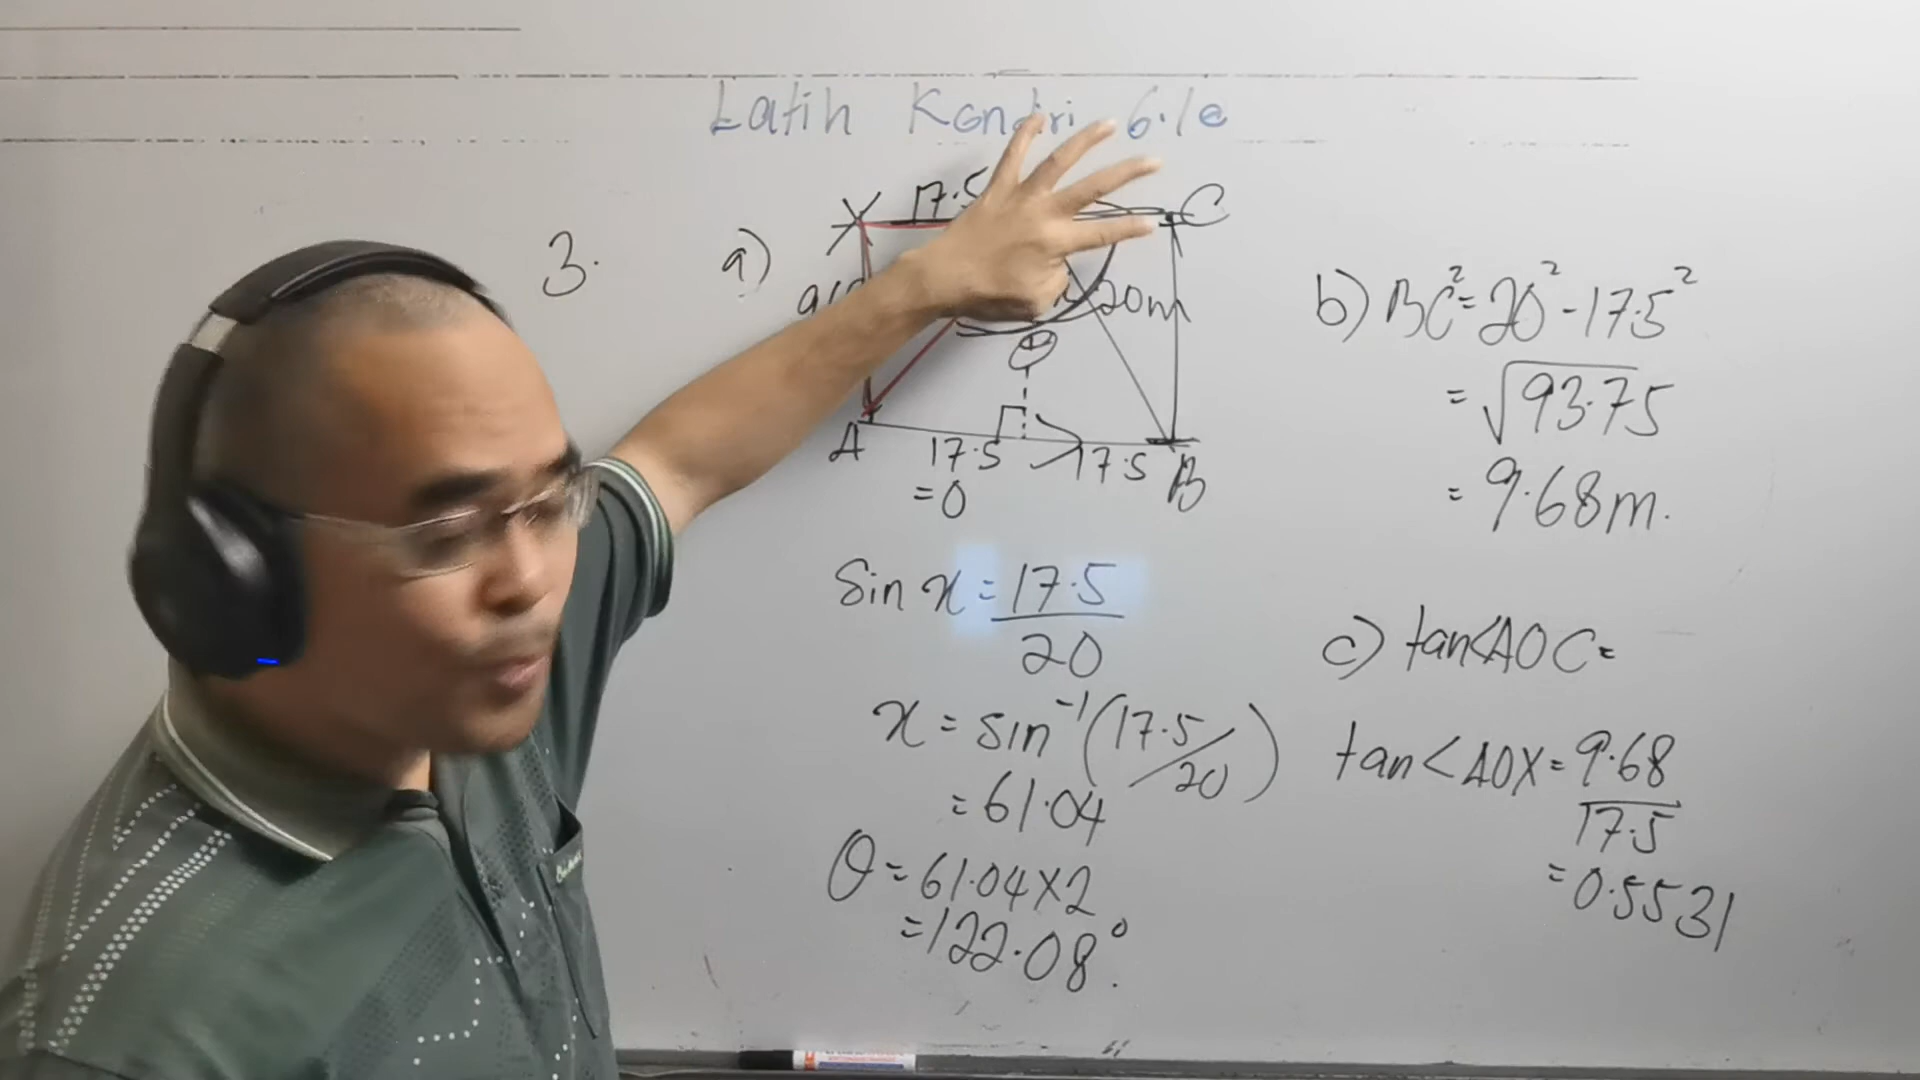 Latih Kendiri 6.1e
3.
a)
X 17.5 C
20m
θ
A 17.5 17.5 B
=0
Sin x = 17.5
20
x = sin⁻¹(17.5/20)
= 61.04
θ = 61.04 x 2
= 122.08°.
b) BC² = 20² - 17.5²
= √93.75
= 9.68m.
c) tan<AOC =
tan<AOX = 9.68
17.5
= 0.5531